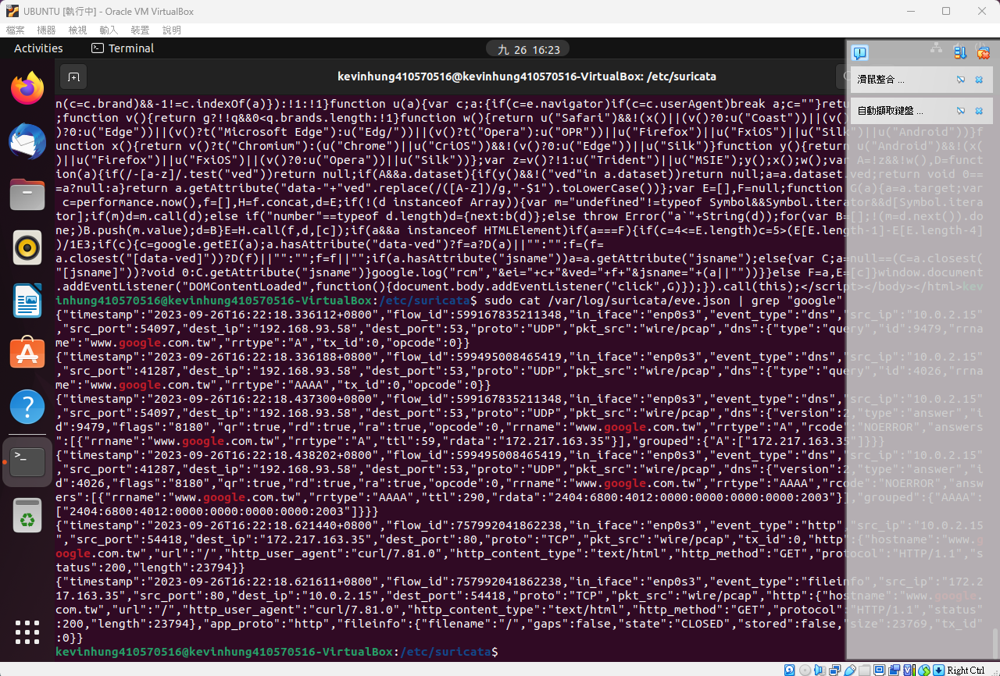 UBUNTU [執行中] - Oracle VM VirtualBox
檔案 機器 檢視 輸入 裝置 說明
Activities Terminal 九 26 16:23
kevinhung410570516@kevinhung410570516-VirtualBox: /etc/suricata
滑鼠整合 ...
自動擷取鍵盤 ...
n(c=c.brand)&&-1!=c.indexOf(a)}):!1:!1}function u(a){var c;a:{if(c=e.navigator)if(c=c.userAgent)break a;c=""}retu
;function v(){return g?!!q&&0<q.brands.length:!1}function w(){return u("Safari")&&!(x()||(v()?0:u("Coast"))||(v()
?0:u("Edge"))||(v()?t("Microsoft Edge"):u("Edg/"))||(v()?t("Opera"):u("OPR"))||u("Firefox")||u("FxiOS")||u("Silk")||u("Android"))}f
unction x(){return v()?t("Chromium"):(u("Chrome")||u("CriOS"))&&!(v()?0:u("Edge"))||u("Silk")}function y(){return u("Android")&&!(x(
)||u("Firefox")||u("FxiOS")||(v()?0:u("Opera"))||u("Silk"))};var z=v()?!1:u("Trident")||u("MSIE");y();x();w();var A=!z&&!w(),D=funct
ion(a){if(/-[a-z]/.test("ved"))return null;if(A&&a.dataset){if(y()&&!("ved"in a.dataset))return null;a=a.dataset.ved;return void 0==
=a?null:a}return a.getAttribute("data-"+"ved".replace(/([A-Z])/g,"-$1").toLowerCase())};var E=[],F=null;function G(a){a=a.target;var
c=performance.now(),f=[],H=f.concat,d=E;if(!(d instanceof Array)){var m="undefined"!=typeof Symbol&&Symbol.iterator&&d[Symbol.itera
tor];if(m)d=m.call(d);else if("number"==typeof d.length)d={next:b(d)};else throw Error("a`"+String(d));for(var B=[];!(m=d.next()).do
ne;)B.push(m.value);d=B}E=H.call(f,d,[c]);if(a&&a instanceof HTMLElement)if(a===F){if(c=4<=E.length)c=5>(E[E.length-1]-E[E.length-4]
)/1E3;if(c){c=google.getEI(a);a.hasAttribute("data-ved")?f=a?D(a)||"":"":f=(f=
a.closest("[data-ved]"))?D(f)||"":"";f=f||"";if(a.hasAttribute("jsname"))a=a.getAttribute("jsname");else{var C;a=null==(C=a.closest(
"[jsname]"))?void 0:C.getAttribute("jsname")}google.log("rcm","&ei="+c+"&ved="+f+"&jsname="+(a||""))}}else F=a,E=[c]}window.document
.addEventListener("DOMContentLoaded",function(){document.body.addEventListener("click",G)});}).call(this);</script></body></html>kev
inhung410570516@kevinhung410570516-VirtualBox:/etc/suricata$ sudo cat /var/log/suricata/eve.json | grep "google"
{"timestamp":"2023-09-26T16:22:18.336112+0800","flow_id":599167835211348,"in_iface":"enp0s3","event_type":"dns","src_ip":"10.0.2.15"
,"src_port":54097,"dest_ip":"192.168.93.58","dest_port":53,"proto":"UDP","pkt_src":"wire/pcap","dns":{"type":"query","id":9479,"rrna
me":"www.google.com.tw","rrtype":"A","tx_id":0,"opcode":0}}
{"timestamp":"2023-09-26T16:22:18.336188+0800","flow_id":599495008465419,"in_iface":"enp0s3","event_type":"dns","src_ip":"10.0.2.15"
,"src_port":41287,"dest_ip":"192.168.93.58","dest_port":53,"proto":"UDP","pkt_src":"wire/pcap","dns":{"type":"query","id":4026,"rrna
me":"www.google.com.tw","rrtype":"AAAA","tx_id":0,"opcode":0}}
{"timestamp":"2023-09-26T16:22:18.437300+0800","flow_id":599167835211348,"in_iface":"enp0s3","event_type":"dns","src_ip":"10.0.2.15"
,"src_port":54097,"dest_ip":"192.168.93.58","dest_port":53,"proto":"UDP","pkt_src":"wire/pcap","dns":{"version":2,"type":"answer","i
d":9479,"flags":"8180","qr":true,"rd":true,"ra":true,"opcode":0,"rrname":"www.google.com.tw","rrtype":"A","rcode":"NOERROR","answers
":[{"rrname":"www.google.com.tw","rrtype":"A","ttl":59,"rdata":"172.217.163.35"}],"grouped":{"A":["172.217.163.35"]}}}
{"timestamp":"2023-09-26T16:22:18.438202+0800","flow_id":599495008465419,"in_iface":"enp0s3","event_type":"dns","src_ip":"10.0.2.15"
,"src_port":41287,"dest_ip":"192.168.93.58","dest_port":53,"proto":"UDP","pkt_src":"wire/pcap","dns":{"version":2,"type":"answer","i
d":4026,"flags":"8180","qr":true,"rd":true,"ra":true,"opcode":0,"rrname":"www.google.com.tw","rrtype":"AAAA","rcode":"NOERROR","answ
ers":[{"rrname":"www.google.com.tw","rrtype":"AAAA","ttl":290,"rdata":"2404:6800:4012:0000:0000:0000:0000:2003"}],"grouped":{"AAAA":
["2404:6800:4012:0000:0000:0000:0000:2003"]}}}
{"timestamp":"2023-09-26T16:22:18.621440+0800","flow_id":757992041862238,"in_iface":"enp0s3","event_type":"http","src_ip":"10.0.2.15
","src_port":54418,"dest_ip":"172.217.163.35","dest_port":80,"proto":"TCP","pkt_src":"wire/pcap","tx_id":0,"http":{"hostname":"www.g
oogle.com.tw","url":"/","http_user_agent":"curl/7.81.0","http_content_type":"text/html","http_method":"GET","protocol":"HTTP/1.1","s
tatus":200,"length":23794}}
{"timestamp":"2023-09-26T16:22:18.621611+0800","flow_id":757992041862238,"in_iface":"enp0s3","event_type":"fileinfo","src_ip":"172.2
17.163.35","src_port":80,"dest_ip":"10.0.2.15","dest_port":54418,"proto":"TCP","pkt_src":"wire/pcap","http":{"hostname":"www.google.
com.tw","url":"/","http_user_agent":"curl/7.81.0","http_content_type":"text/html","http_method":"GET","protocol":"HTTP/1.1","status"
:200,"length":23794},"app_proto":"http","fileinfo":{"filename":"/","gaps":false,"state":"CLOSED","stored":false,"size":23769,"tx_id"
:0}}
kevinhung410570516@kevinhung410570516-VirtualBox:/etc/suricata$
Right Ctrl